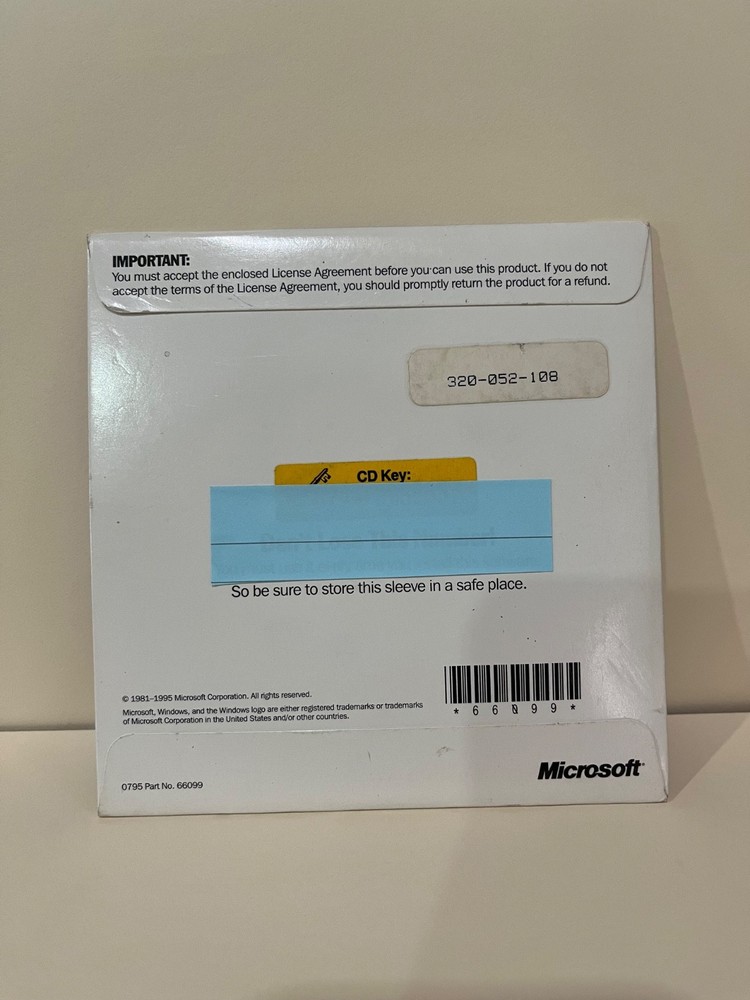 IMPORTANT:
You must accept the enclosed License Agreement before you can use this product. If you do not
accept the terms of the License Agreement, you should promptly return the product for a refund.
320-052-108
CD Key:
So be sure to store this sleeve in a safe place.
© 1981–1995 Microsoft Corporation. All rights reserved.
Microsoft, Windows, and the Windows logo are either registered trademarks or trademarks
of Microsoft Corporation in the United States and/or other countries.
* 6 6 0 9 9 *
0795 Part No. 66099
Microsoft